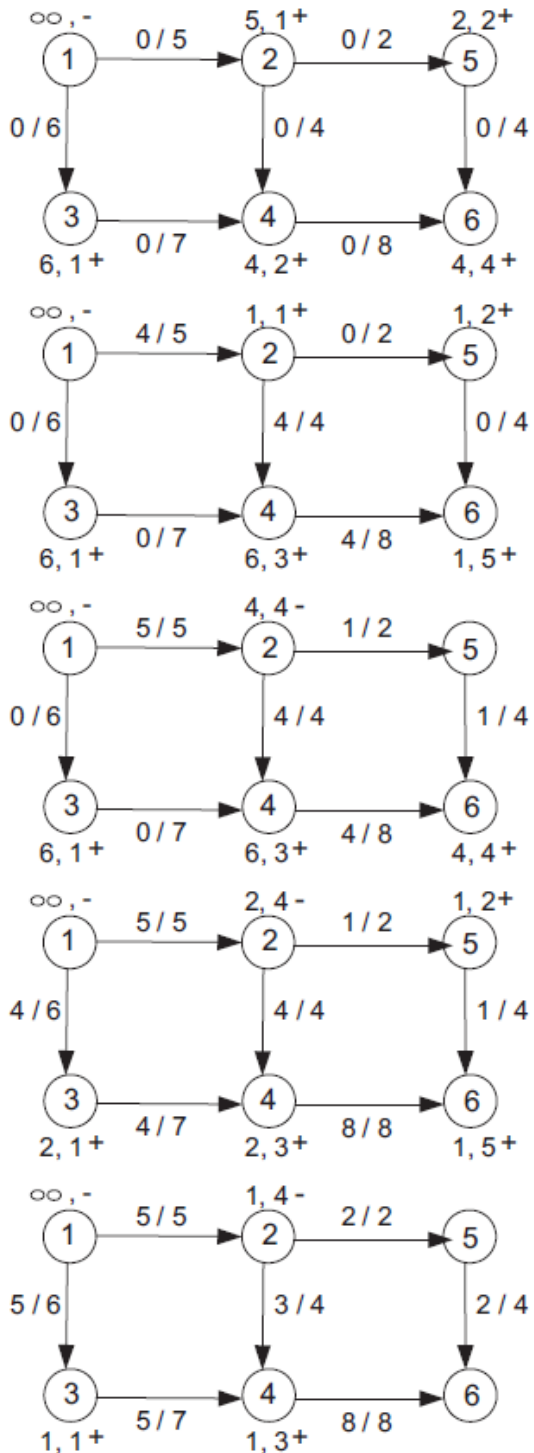 ∞, - 5, 1+ 2, 2+
0 / 5 0 / 2
1 2 5
0 / 6 0 / 4 0 / 4
3 4 6
0 / 7 0 / 8
6, 1+ 4, 2+ 4, 4+
∞, - 1, 1+ 1, 2+
4 / 5 0 / 2
1 2 5
0 / 6 4 / 4 0 / 4
3 4 6
0 / 7 4 / 8
6, 1+ 6, 3+ 1, 5+
∞, - 4, 4-
5 / 5 1 / 2
1 2 5
0 / 6 4 / 4 1 / 4
3 4 6
0 / 7 4 / 8
6, 1+ 6, 3+ 4, 4+
∞, - 2, 4- 1, 2+
5 / 5 1 / 2
1 2 5
4 / 6 4 / 4 1 / 4
3 4 6
4 / 7 8 / 8
2, 1+ 2, 3+ 1, 5+
∞, - 1, 4-
5 / 5 2 / 2
1 2 5
5 / 6 3 / 4 2 / 4
3 4 6
5 / 7 8 / 8
1, 1+ 1, 3+